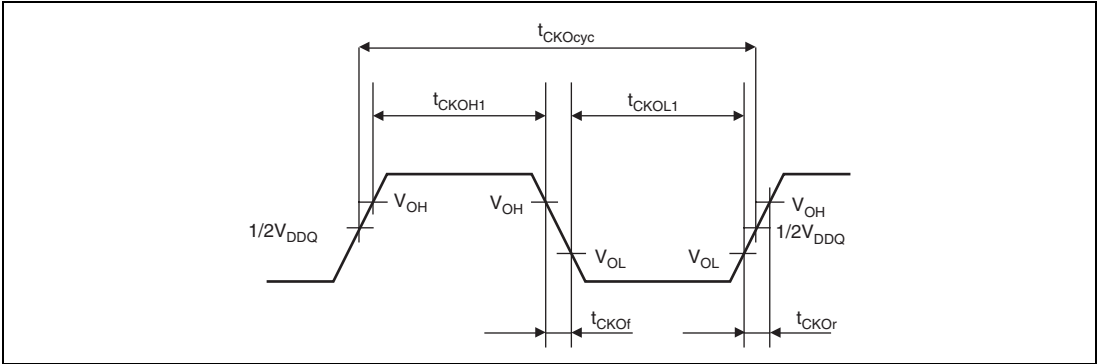 tCKOcyc
tCKOH1 tCKOL1
VOH VOH VOH
1/2VDDQ 1/2VDDQ
VOL VOL
tCKOf tCKOr